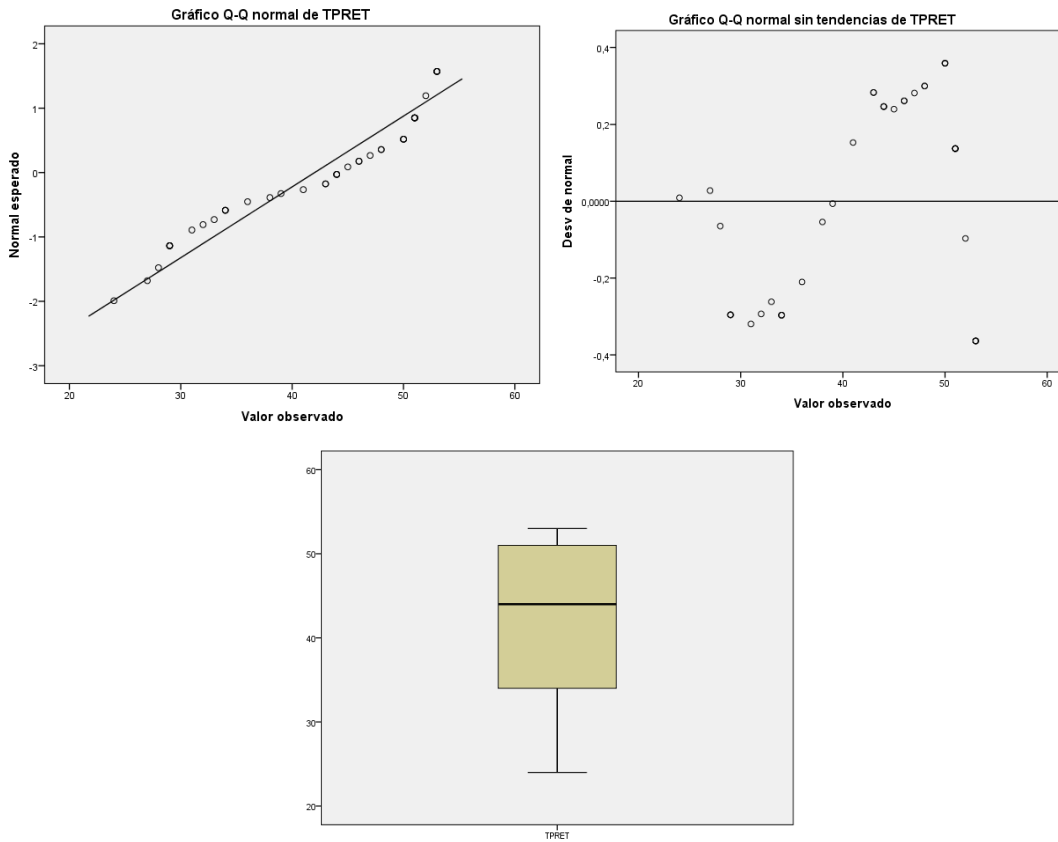 Gráfico Q-Q normal de TPRET
Normal esperado
2
1
0
-1
-2
-3
20 30 40 50 60
Valor observado
Gráfico Q-Q normal sin tendencias de TPRET
Desv de normal
0,4
0,2
0,0000
-0,2
-0,4
20 30 40 50 60
Valor observado
60
50
40
30
20
TPRET